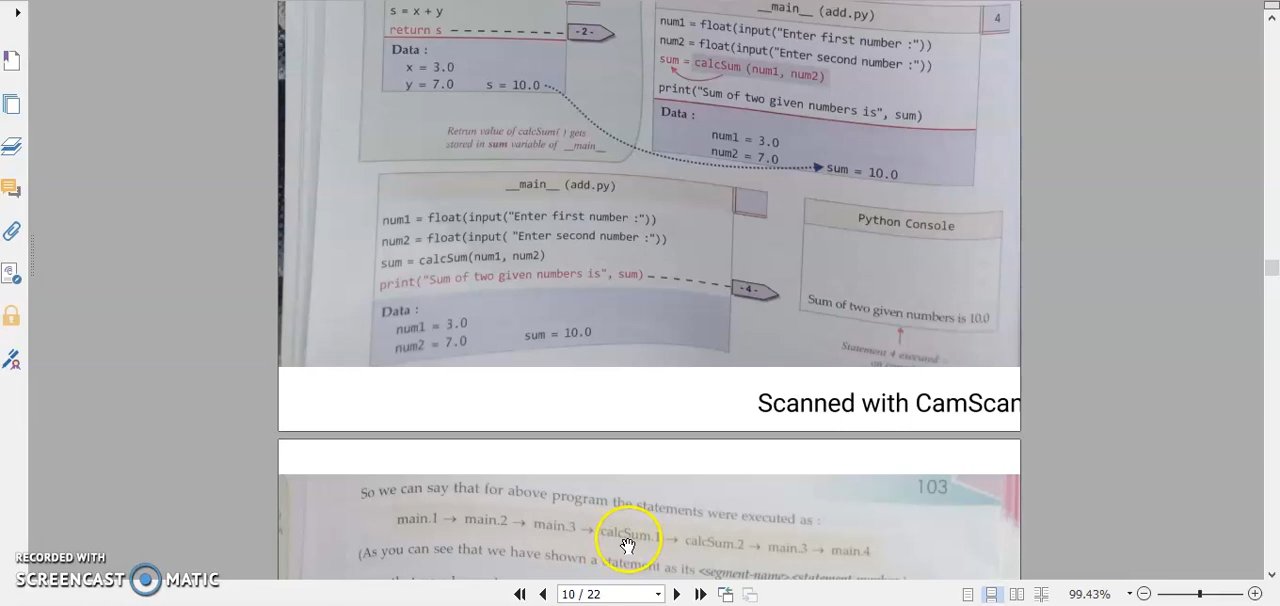 s = x + y
return s
-2-
Data :
x = 3.0
y = 7.0 s = 10.0
Retrun value of calcSum( ) gets
stored in sum variable of __main__
__main__ (add.py)
4
num1 = float(input("Enter first number :"))
num2 = float(input("Enter second number :"))
sum = calcSum (num1, num2)
print("Sum of two given numbers is", sum)
Data :
num1 = 3.0
num2 = 7.0
sum = 10.0
__main__ (add.py)
num1 = float(input("Enter first number :"))
num2 = float(input( "Enter second number :"))
sum = calcSum(num1, num2)
print("Sum of two given numbers is", sum)
-4-
Data :
num1 = 3.0
num2 = 7.0
sum = 10.0
Python Console
Sum of two given numbers is 10.0
Statement 4 executed
Scanned with CamScan
103
So we can say that for above program the statements were executed as :
main.1 → main.2 → main.3 → calcSum.1 → calcSum.2 → main.3 → main.4
(As you can see that we have shown a statement as its <segment-name>.<statement
RECORDED WITH
SCREENCAST MATIC
10 / 22
99.43%